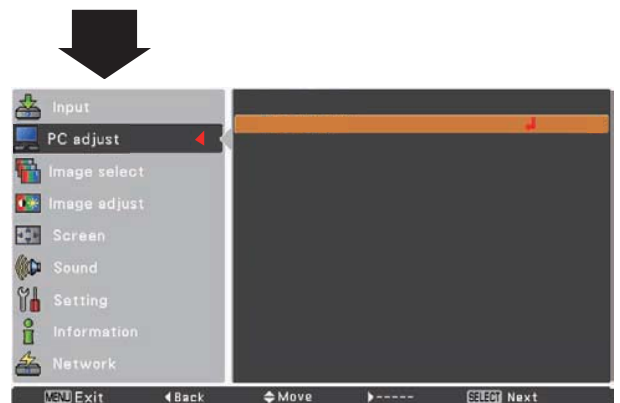 Input
PC adjust
Image select
Image adjust
Screen
Sound
Setting
Information
Network
MENU Exit ◀Back Move ▶----- SELECT Next